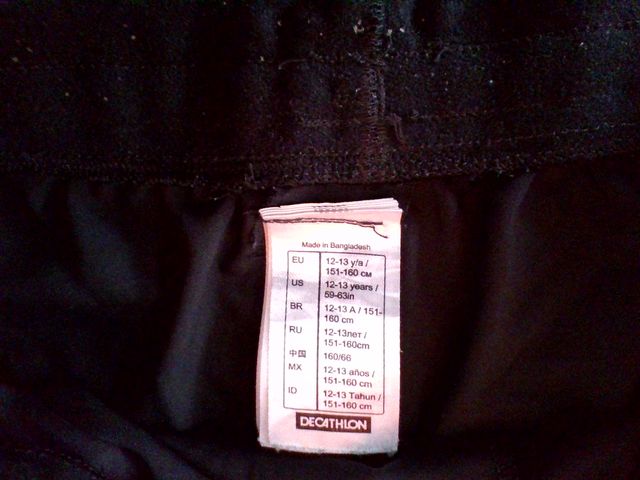 Made in Bangladesh
EU 12-13 y/a /
151-160 см
US 12-13 years /
59-63in
BR 12-13 A / 151-
160 cm
RU 12-13лет /
151-160cm
中国 160/66
MX 12-13 años /
151-160 cm
ID 12-13 Tahun /
151-160 cm
DECATHLON